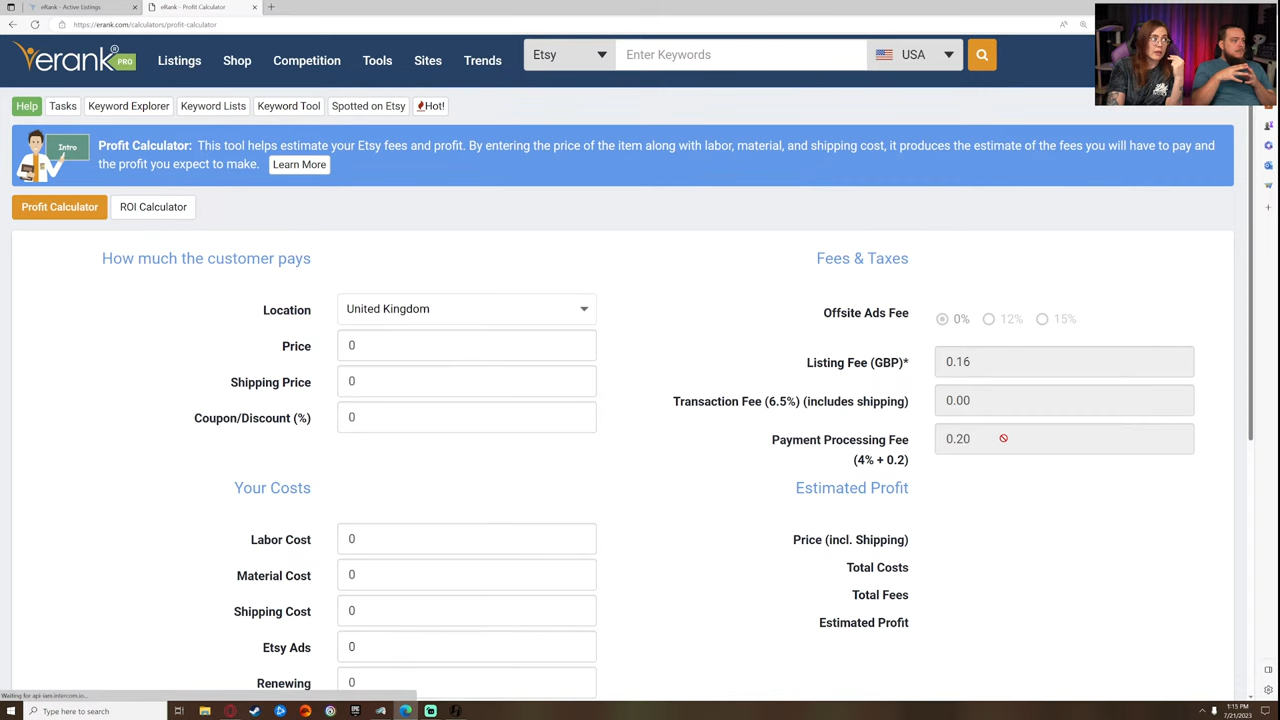 eRank - Active Listings
eRank - Profit Calculator
https://erank.com/calculators/profit-calculator
erank PRO
Listings
Shop
Competition
Tools
Sites
Trends
Etsy
Enter Keywords
USA
Help
Tasks
Keyword Explorer
Keyword Lists
Keyword Tool
Spotted on Etsy
Hot!
Intro
Profit Calculator: This tool helps estimate your Etsy fees and profit. By entering the price of the item along with labor, material, and shipping cost, it produces the estimate of the fees you will have to pay and
the profit you expect to make. Learn More
Profit Calculator
ROI Calculator
How much the customer pays
Location
United Kingdom
Price
0
Shipping Price
0
Coupon/Discount (%)
0
Your Costs
Labor Cost
0
Material Cost
0
Shipping Cost
0
Etsy Ads
0
Renewing
0
Fees & Taxes
Offsite Ads Fee
0%
12%
15%
Listing Fee (GBP)*
0.16
Transaction Fee (6.5%) (includes shipping)
0.00
Payment Processing Fee
(4% + 0.2)
0.20
Estimated Profit
Price (incl. Shipping)
Total Costs
Total Fees
Estimated Profit
Waiting for api-iam.intercom.io...
Type here to search
1:15 PM
7/21/2023